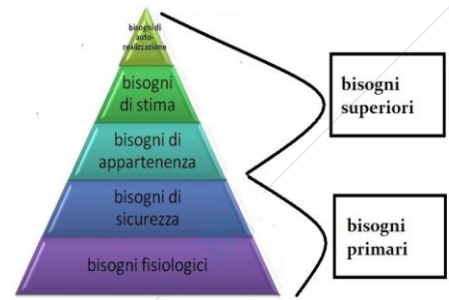 bisogni di
auto-
realizzazione
bisogni
di stima
bisogni di
appartenenza
bisogni di
sicurezza
bisogni fisiologici
bisogni
superiori
bisogni
primari